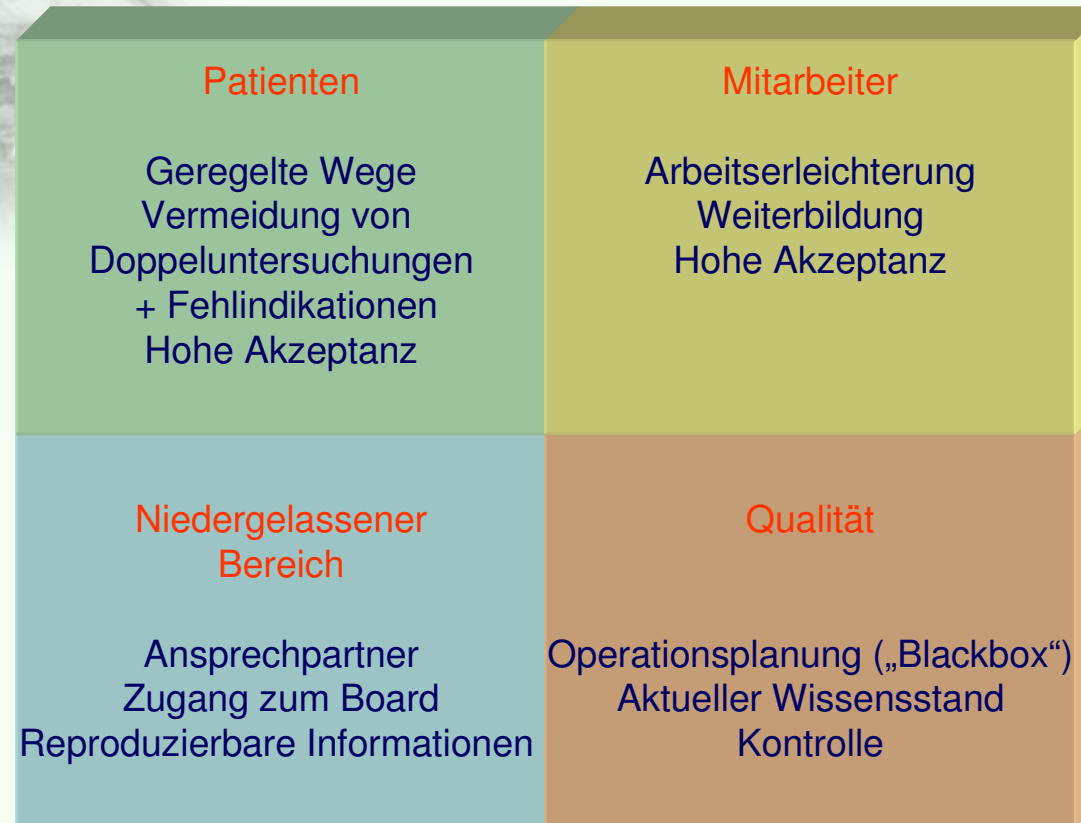 Patienten
Geregelte Wege
Vermeidung von
Doppeluntersuchungen
+ Fehlindikationen
Hohe Akzeptanz
Mitarbeiter
Arbeitserleichterung
Weiterbildung
Hohe Akzeptanz
Niedergelassener
Bereich
Ansprechpartner
Zugang zum Board
Reproduzierbare Informationen
Qualität
Operationsplanung („Blackbox“)
Aktueller Wissensstand
Kontrolle